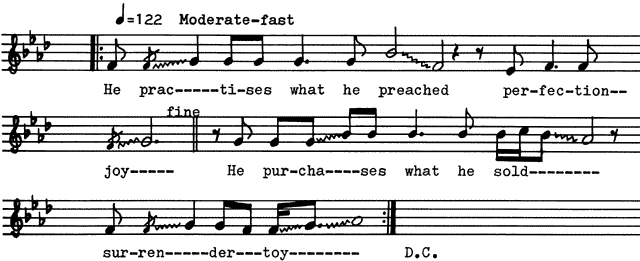 ♩=122 Moderate-fast
He prac-----ti-ses what he preached per-fec-tion--
fine
joy----- He pur-cha----ses what he sold---------
sur-ren-----der---toy-------- D.C.